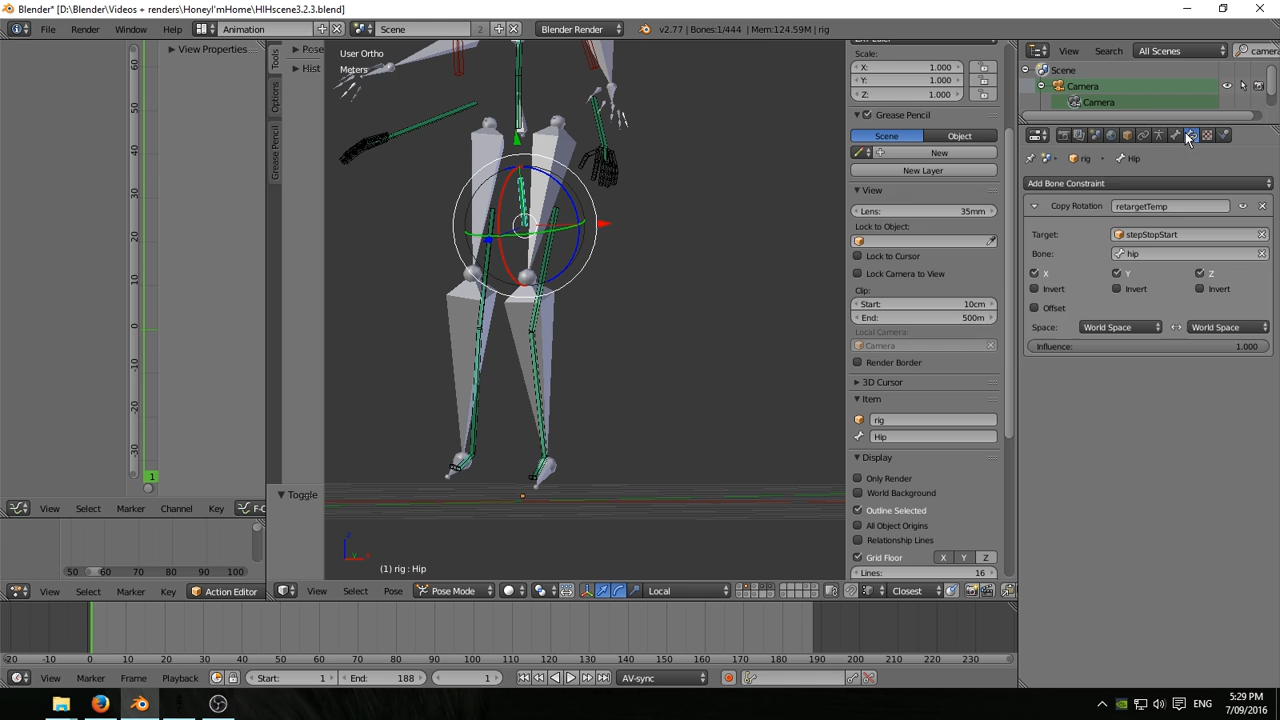 Blender* [D:\Blender\Videos + renders\HoneyI'mHome\HIHscene3.2.3.blend]
File Render Window Help Animation Scene 2 Blender Render v2.77 | Bones:1/444 | Mem:124.59M | rig
View Properties
Pose
Hist
Tools
Options
Grease Pencil
User Ortho
Meters
Scale:
X: 1.000
Y: 1.000
Z: 1.000
Grease Pencil
Scene Object
New
New Layer
View
Lens: 35mm
Lock to Object:
Lock to Cursor
Lock Camera to View
Clip:
Start: 10cm
End: 500m
Local Camera:
Camera
Render Border
3D Cursor
Item
rig
Hip
Display
Only Render
World Background
Outline Selected
All Object Origins
Relationship Lines
Grid Floor X Y Z
Lines: 16
View Search All Scenes camer
Scene
Camera
Camera
rig Hip
Add Bone Constraint
Copy Rotation retargetTemp
Target: stepStopStart
Bone: hip
X Y Z
Invert Invert Invert
Offset
Space: World Space World Space
Influence: 1.000
60
50
40
30
20
10
0
-10
-20
-30
1
View Select Marker Channel Key F-C
50 60 70 80 90 100
View Select Marker Key Action Editor
Toggle
(1) rig : Hip
View Select Pose Pose Mode Local Closest
-20 -10 0 10 20 30 40 50 60 70 80 90 100 110 120 130 140 150 160 170 180 190 200 210 220 230
View Marker Frame Playback Start: 1 End: 188 1 AV-sync
ENG
5:29 PM
7/09/2016